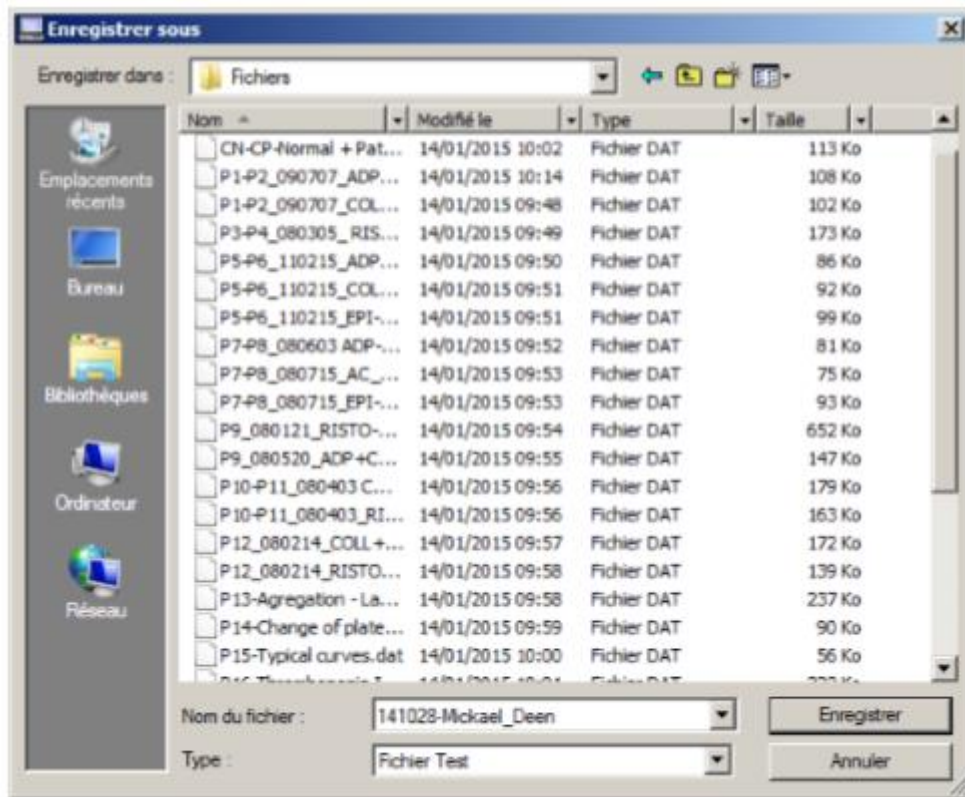 Enregistrer sous
Enregistrer dans : Fichiers
Nom Modifié le Type Taille
CN-CP-Normal + Pat... 14/01/2015 10:02 Fichier DAT 113 Ko
P1-P2_090707_ADP... 14/01/2015 10:14 Fichier DAT 108 Ko
P1-P2_090707_COL... 14/01/2015 09:48 Fichier DAT 102 Ko
P3-P4_080305_RIS... 14/01/2015 09:49 Fichier DAT 173 Ko
P5-P6_110215_ADP... 14/01/2015 09:50 Fichier DAT 86 Ko
P5-P6_110215_COL... 14/01/2015 09:51 Fichier DAT 92 Ko
P5-P6_110215_EPI-... 14/01/2015 09:51 Fichier DAT 99 Ko
P7-P8_080603 ADP-... 14/01/2015 09:52 Fichier DAT 81 Ko
P7-P8_080715_AC_... 14/01/2015 09:53 Fichier DAT 75 Ko
P7-P8_080715_EPI-... 14/01/2015 09:53 Fichier DAT 93 Ko
P9_080121_RISTO-... 14/01/2015 09:54 Fichier DAT 652 Ko
P9_080520_ADP+C... 14/01/2015 09:55 Fichier DAT 147 Ko
P10-P11_080403 C... 14/01/2015 09:56 Fichier DAT 179 Ko
P10-P11_080403_RI... 14/01/2015 09:56 Fichier DAT 163 Ko
P12_080214_COLL+... 14/01/2015 09:57 Fichier DAT 172 Ko
P12_080214_RISTO... 14/01/2015 09:58 Fichier DAT 139 Ko
P13-Agregation - La... 14/01/2015 09:58 Fichier DAT 237 Ko
P14-Change of plate... 14/01/2015 09:59 Fichier DAT 90 Ko
P15-Typical curves.dat 14/01/2015 10:00 Fichier DAT 56 Ko
Emplacements
récents
Bureau
Bibliothèques
Ordinateur
Réseau
Nom du fichier : 141028-Mickael_Deen Enregistrer
Type : Fichier Test Annuler